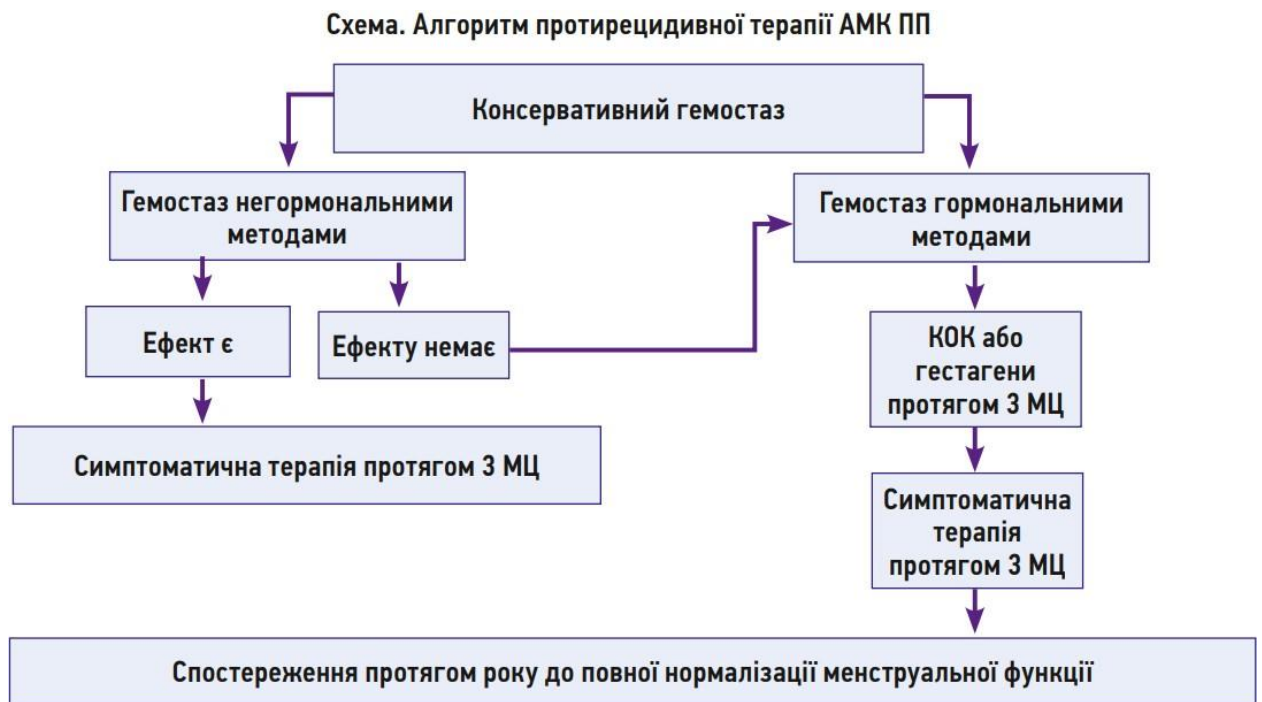 Схема. Алгоритм протирецидивної терапії АМК ПП
Консервативний гемостаз
Гемостаз негормональними
методами
Гемостаз гормональними
методами
Ефект є
Ефекту немає
КОК або
гестагени
протягом 3 МЦ
Симптоматична терапія протягом 3 МЦ
Симптоматична
терапія
протягом 3 МЦ
Спостереження протягом року до повної нормалізації менструальної функції